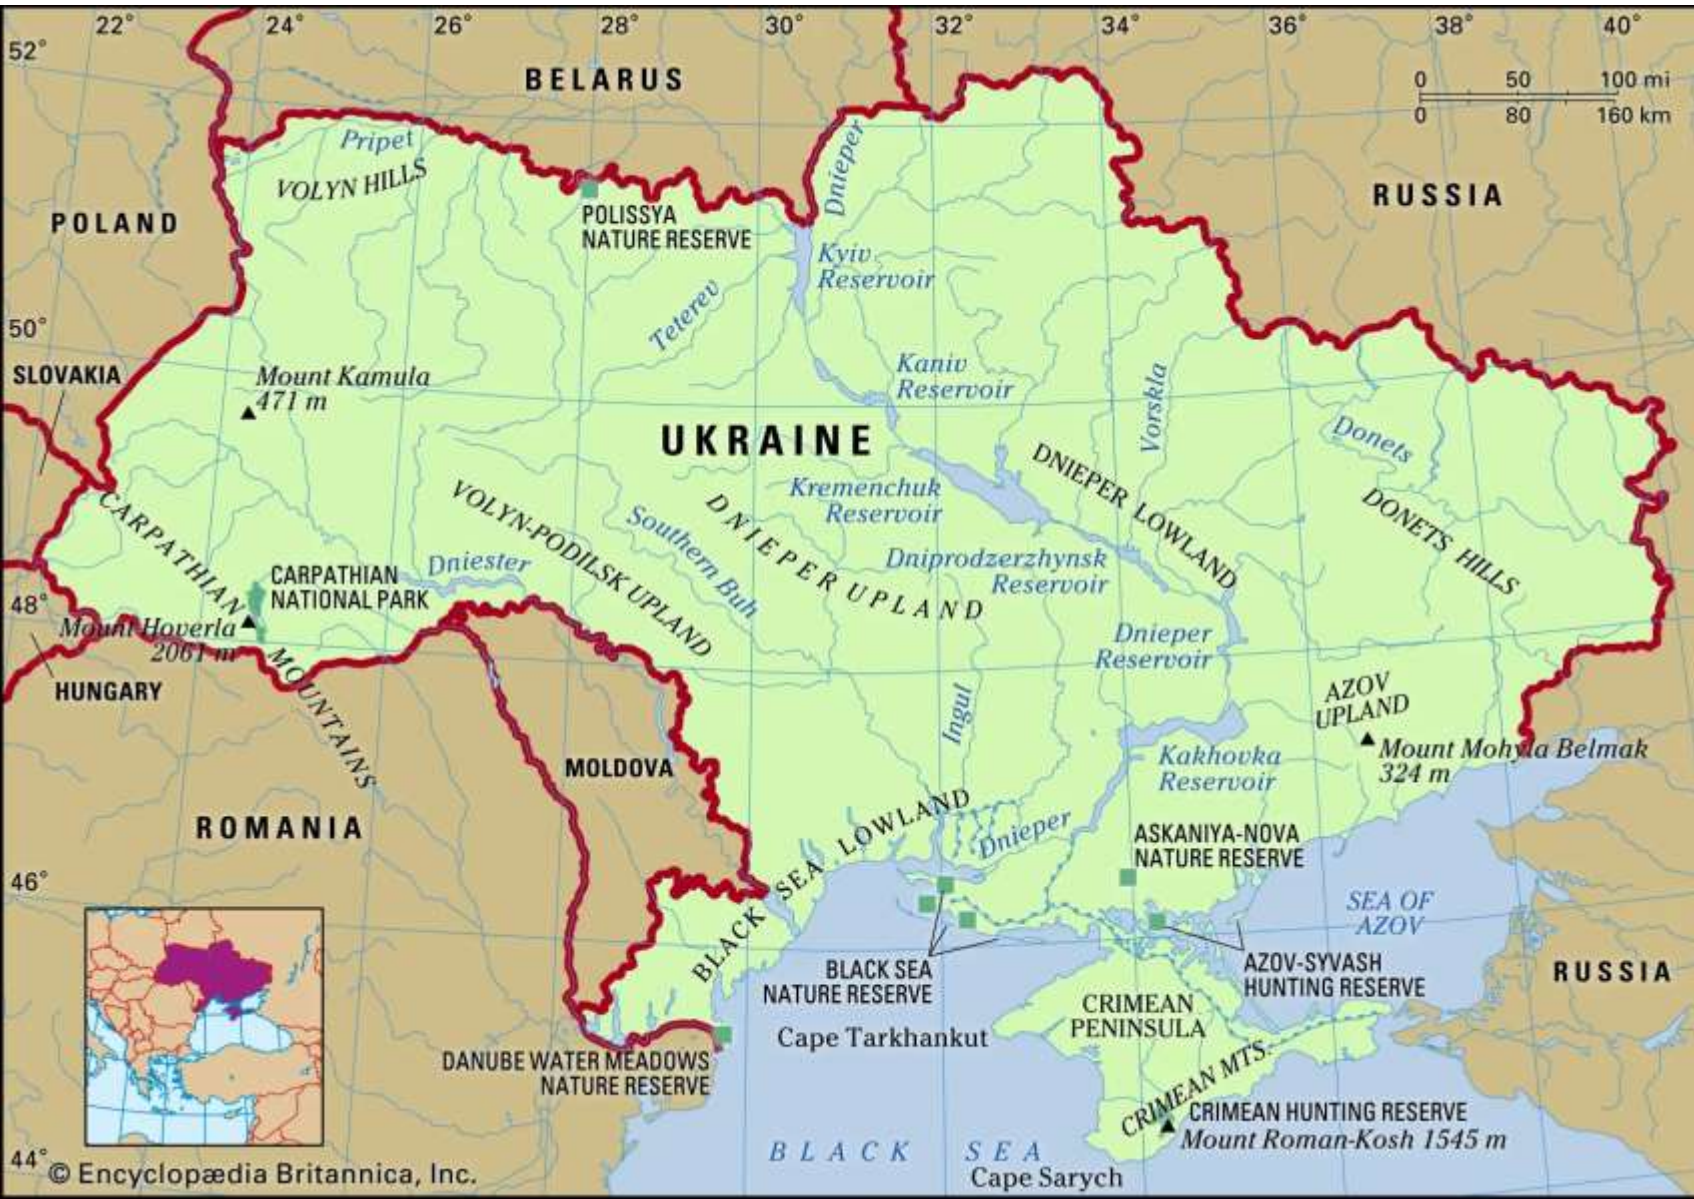 22°
24°
26°
28°
30°
32°
34°
36°
38°
40°
52°
BELARUS
0 50 100 mi
0 80 160 km
Pripet
VOLYN HILLS
Dnieper
RUSSIA
POLAND
POLISSYA
NATURE RESERVE
Kyiv
Reservoir
Teterev
50°
SLOVAKIA
Mount Kamula
471 m
Kaniv
Reservoir
Vorskla
Donets
UKRAINE
DNIEPER LOWLAND
Kremenchuk
Reservoir
VOLYN-PODILSK UPLAND
Southern Buh
DNIEPER UPLAND
DONETS HILLS
CARPATHIAN MOUNTAINS
Dniester
Dniprodzerzhynsk
Reservoir
CARPATHIAN
NATIONAL PARK
48°
Mount Hoverla
2061 m
Dnieper
Reservoir
HUNGARY
AZOV
UPLAND
Ingul
Mount Mohyla Belmak
324 m
Kakhovka
Reservoir
MOLDOVA
ROMANIA
BLACK SEA LOWLAND
Dnieper
ASKANIYA-NOVA
NATURE RESERVE
46°
SEA OF
AZOV
BLACK SEA
NATURE RESERVE
AZOV-SYVASH
HUNTING RESERVE
RUSSIA
CRIMEAN
PENINSULA
Cape Tarkhankut
DANUBE WATER MEADOWS
NATURE RESERVE
CRIMEAN MTS.
CRIMEAN HUNTING RESERVE
Mount Roman-Kosh 1545 m
BLACK SEA
44°
© Encyclopædia Britannica, Inc.
Cape Sarych